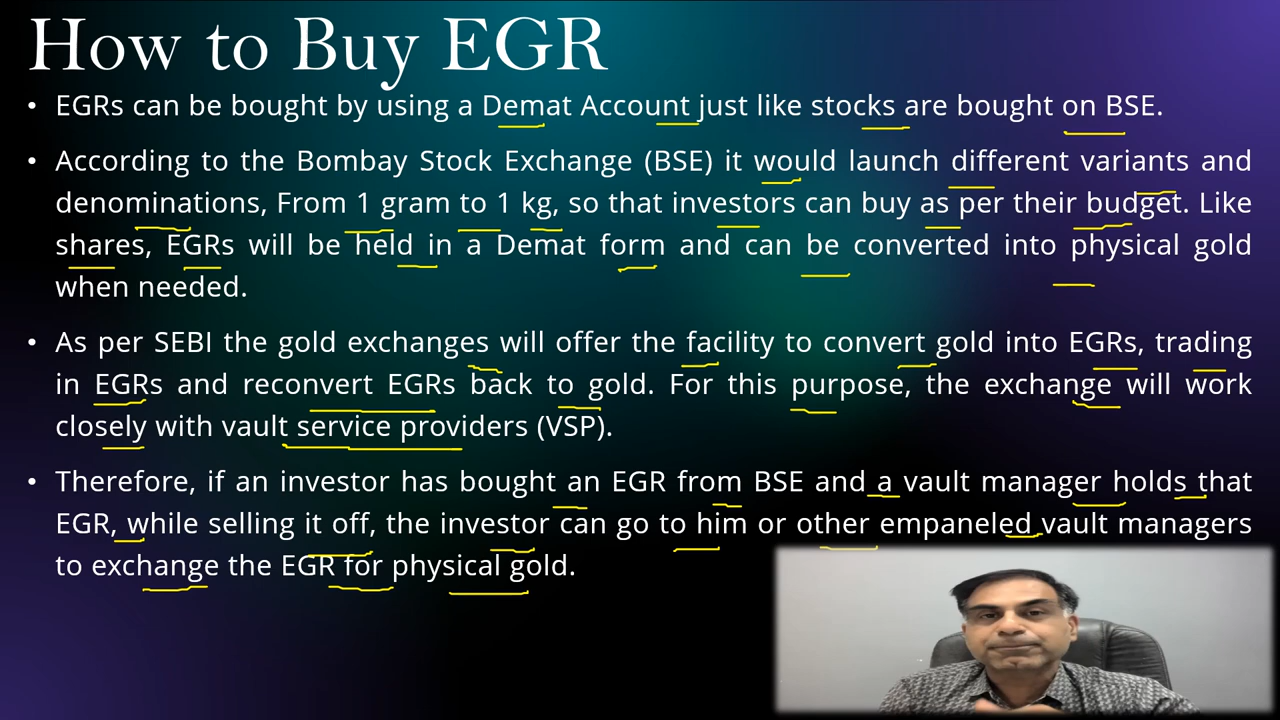 How to Buy EGR
• EGRs can be bought by using a Demat Account just like stocks are bought on BSE.
• According to the Bombay Stock Exchange (BSE) it would launch different variants and
denominations, From 1 gram to 1 kg, so that investors can buy as per their budget. Like
shares, EGRs will be held in a Demat form and can be converted into physical gold
when needed.
• As per SEBI the gold exchanges will offer the facility to convert gold into EGRs, trading
in EGRs and reconvert EGRs back to gold. For this purpose, the exchange will work
closely with vault service providers (VSP).
• Therefore, if an investor has bought an EGR from BSE and a vault manager holds that
EGR, while selling it off, the investor can go to him or other empaneled vault managers
to exchange the EGR for physical gold.